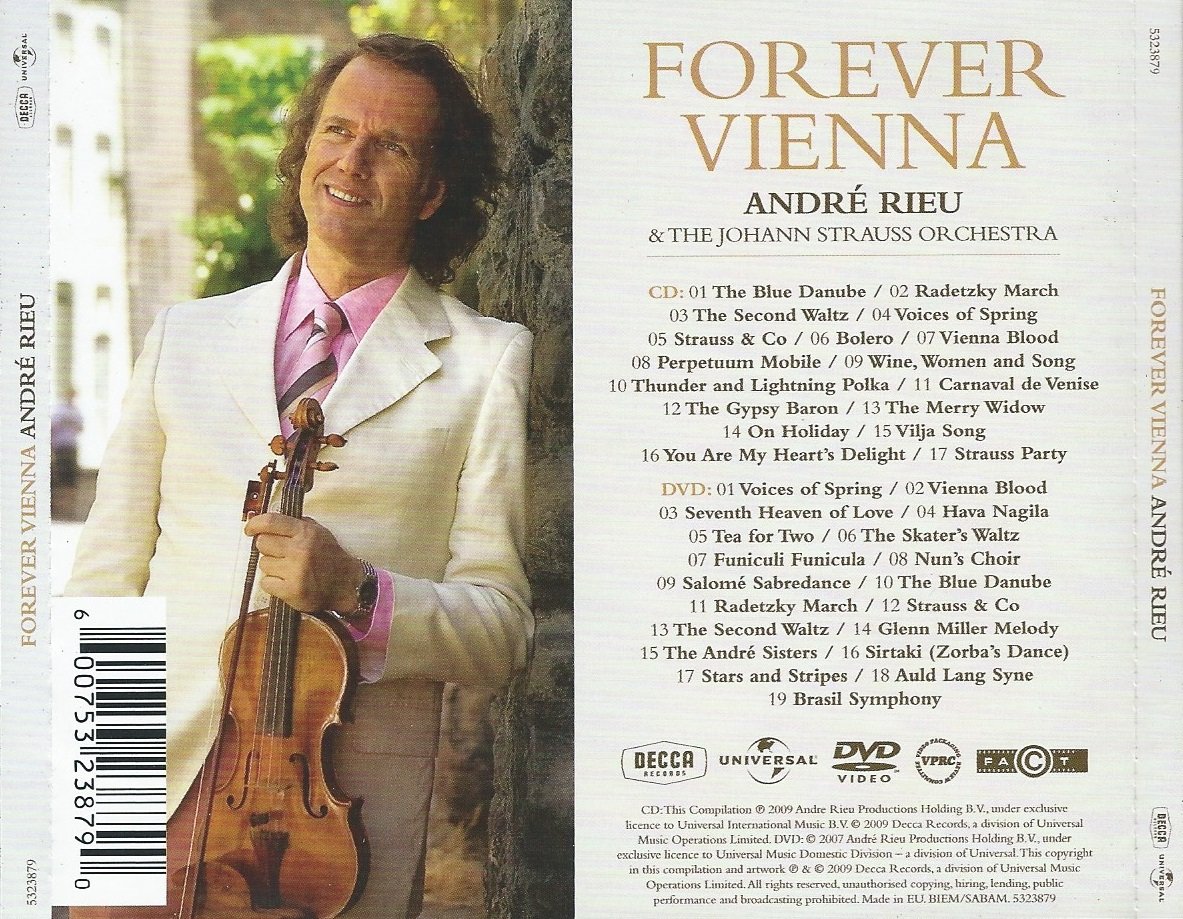 5323879
UNIVERSAL
DECCA
RECORDS
FOREVER VIENNA ANDRÉ RIEU
5323879
6 00753 23879 0
FOREVER
VIENNA
ANDRÉ RIEU
& THE JOHANN STRAUSS ORCHESTRA
CD: 01 The Blue Danube / 02 Radetzky March
03 The Second Waltz / 04 Voices of Spring
05 Strauss & Co / 06 Bolero / 07 Vienna Blood
08 Perpetuum Mobile / 09 Wine, Women and Song
10 Thunder and Lightning Polka / 11 Carnaval de Venise
12 The Gypsy Baron / 13 The Merry Widow
14 On Holiday / 15 Vilja Song
16 You Are My Heart's Delight / 17 Strauss Party
DVD: 01 Voices of Spring / 02 Vienna Blood
03 Seventh Heaven of Love / 04 Hava Nagila
05 Tea for Two / 06 The Skater's Waltz
07 Funiculi Funicula / 08 Nun's Choir
09 Salomé Sabredance / 10 The Blue Danube
11 Radetzky March / 12 Strauss & Co
13 The Second Waltz / 14 Glenn Miller Melody
15 The André Sisters / 16 Sirtaki (Zorba's Dance)
17 Stars and Stripes / 18 Auld Lang Syne
19 Brasil Symphony
DECCA
RECORDS
UNIVERSAL
DVD
VIDEO
VIDEO PACKAGING REVIEW COMMITTEE
VPRC
FACT
CD: This Compilation ℗ 2009 Andre Rieu Productions Holding B.V., under exclusive
licence to Universal International Music B.V. © 2009 Decca Records, a division of Universal
Music Operations Limited. DVD: © 2007 André Rieu Productions Holding B.V., under
exclusive licence to Universal Music Domestic Division – a division of Universal. This copyright
in this compilation and artwork ℗ & © 2009 Decca Records, a division of Universal Music
Operations Limited. All rights reserved, unauthorised copying, hiring, lending, public
performance and broadcasting prohibited. Made in EU. BIEM/SABAM. 5323879
5323879
FOREVER VIENNA ANDRÉ RIEU
DECCA
RECORDS
UNIVERSAL